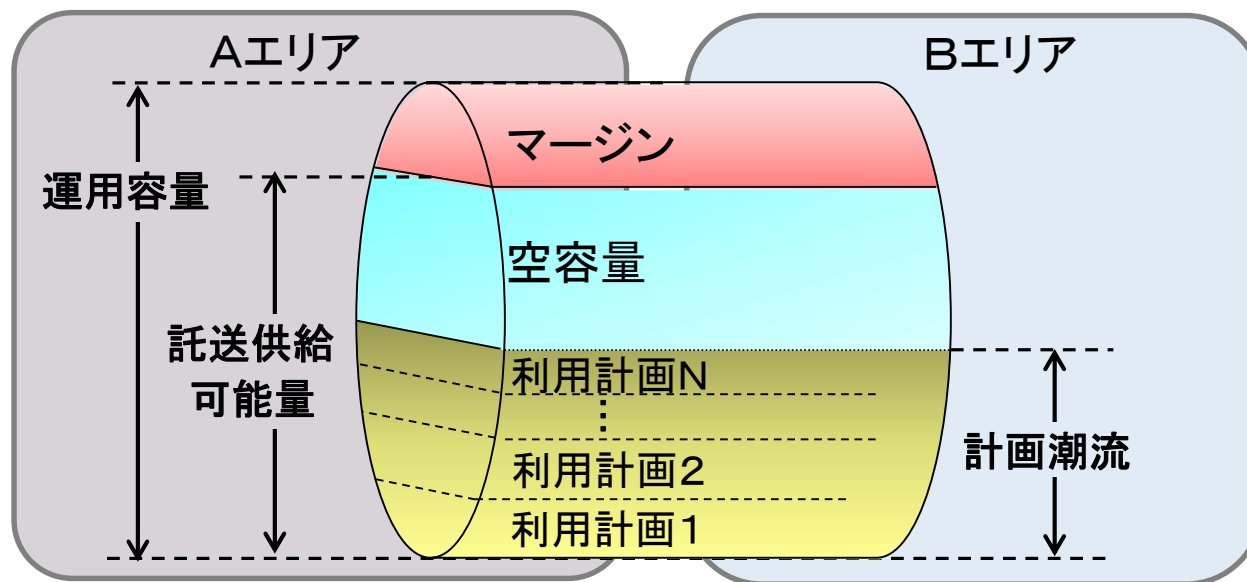 Aエリア
Bエリア
マージン
運用容量
空容量
託送供給
可能量
利用計画N
⋮
利用計画2
利用計画1
計画潮流